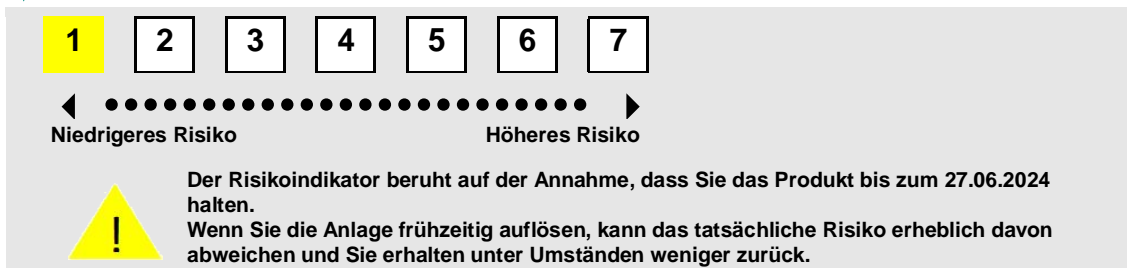 1 2 3 4 5 6 7
Niedrigeres Risiko Höheres Risiko
Der Risikoindikator beruht auf der Annahme, dass Sie das Produkt bis zum 27.06.2024
halten.
! Wenn Sie die Anlage frühzeitig auflösen, kann das tatsächliche Risiko erheblich davon
abweichen und Sie erhalten unter Umständen weniger zurück.